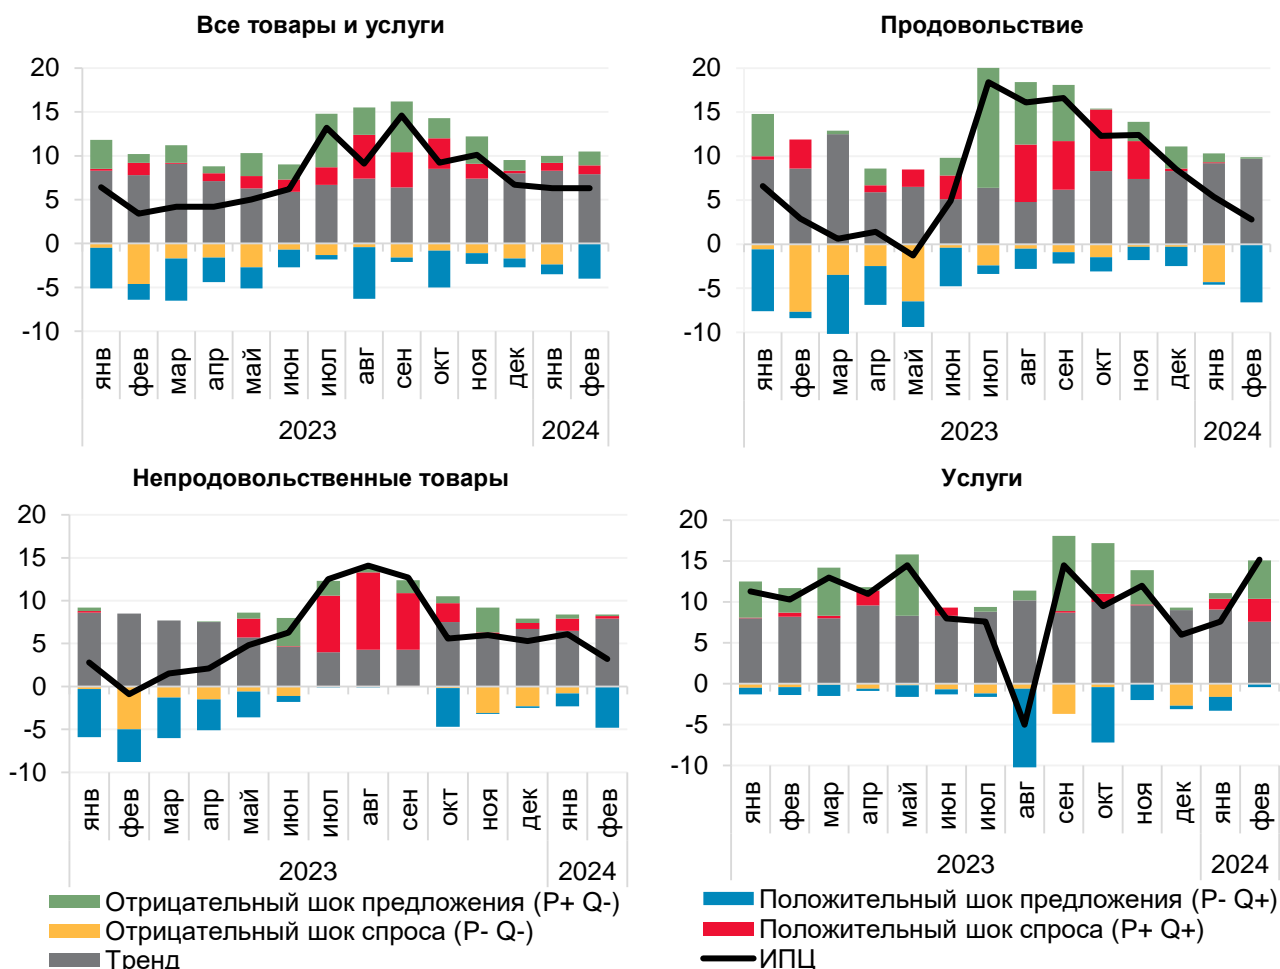 Все товары и услуги
20
15
10
5
0
-5
-10
янв фев мар апр май июн июл авг сен окт ноя дек янв фев
2023 2024
Продовольствие
20
15
10
5
0
-5
-10
янв фев мар апр май июн июл авг сен окт ноя дек янв фев
2023 2024
Непродовольственные товары
20
15
10
5
0
-5
-10
янв фев мар апр май июн июл авг сен окт ноя дек янв фев
2023 2024
Услуги
20
15
10
5
0
-5
-10
янв фев мар апр май июн июл авг сен окт ноя дек янв фев
2023 2024
Отрицательный шок предложения (P+ Q-)
Отрицательный шок спроса (P- Q-)
Тренд
Положительный шок предложения (P- Q+)
Положительный шок спроса (P+ Q+)
ИПЦ